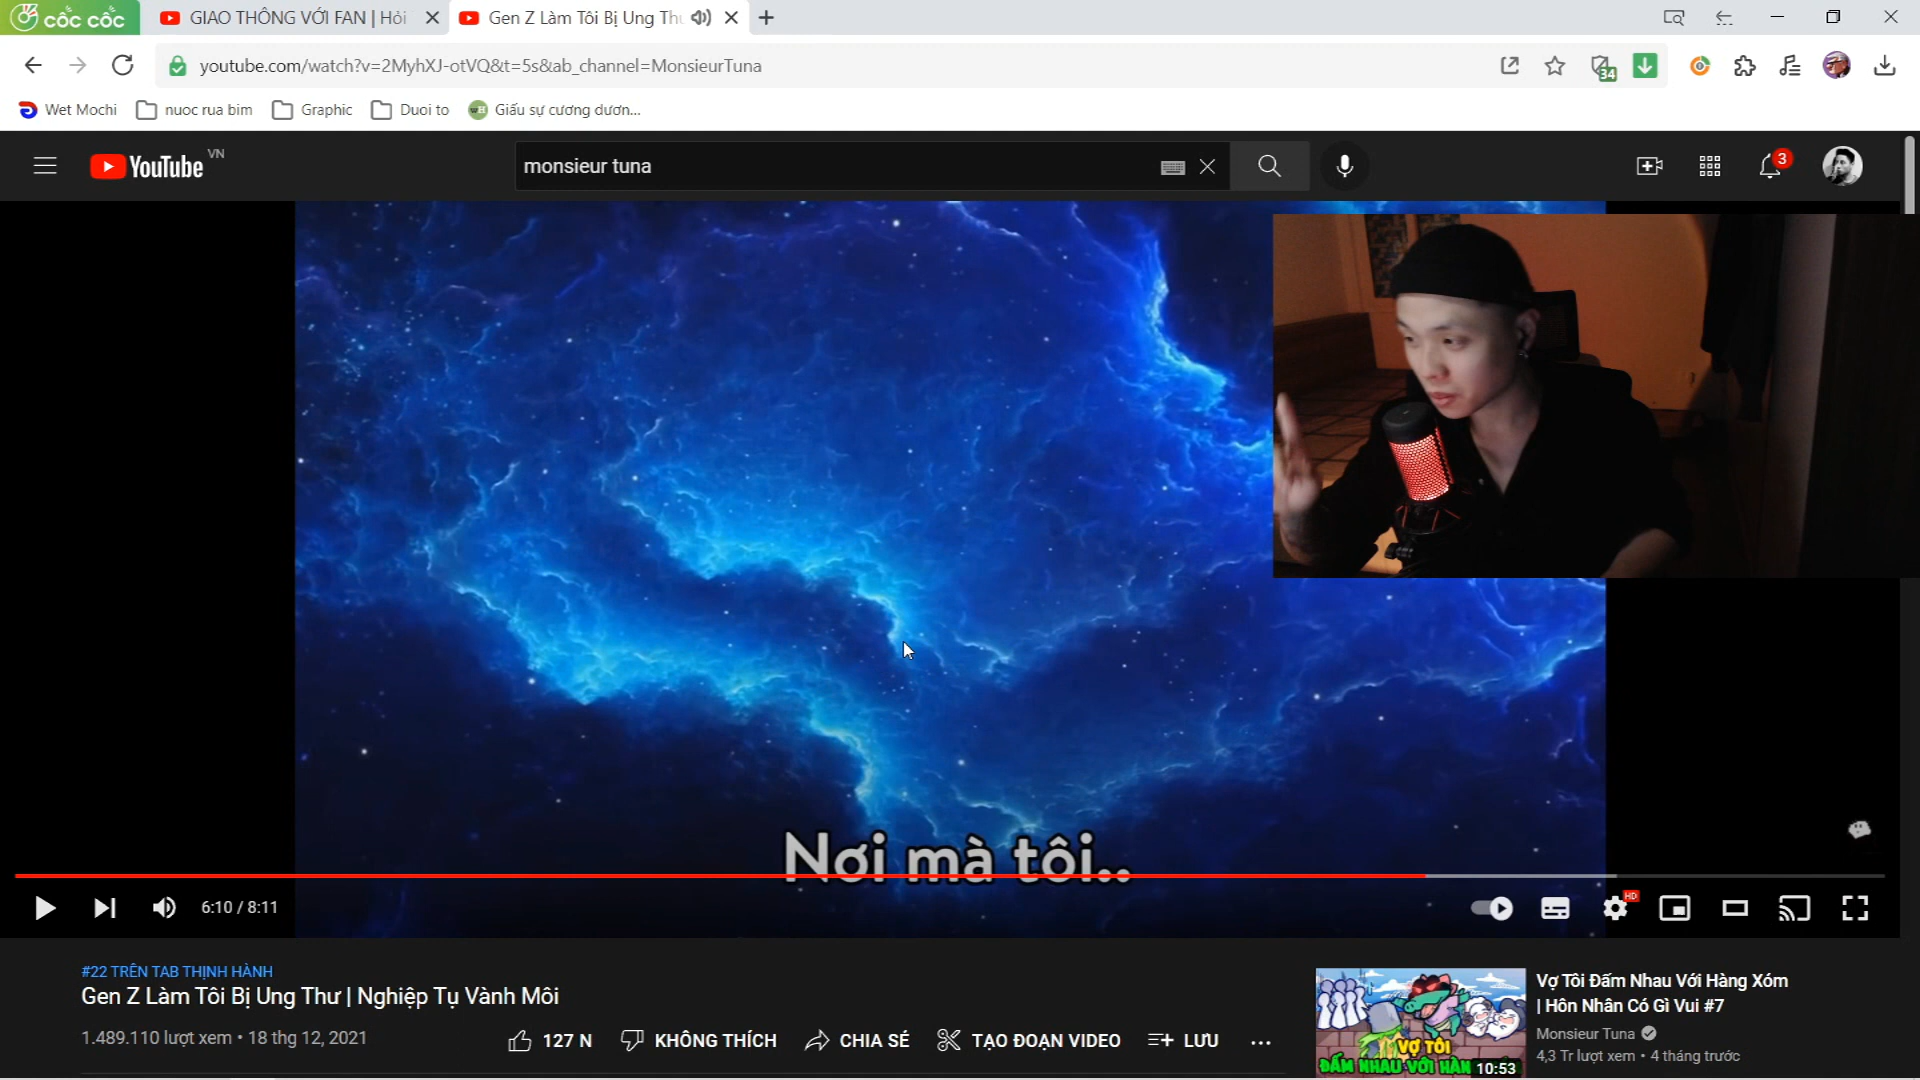 cốc cốc
GIAO THÔNG VỚI FAN | Hỏi
Gen Z Làm Tôi Bị Ung Thư
youtube.com/watch?v=2MyhXJ-otVQ&t=5s&ab_channel=MonsieurTuna
34
Wet Mochi
nuoc rua bim
Graphic
Duoi to
Giấu sự cương dươn...
YouTube VN
monsieur tuna
3
Nơi mà tôi..
6:10 / 8:11
HD
#22 TRÊN TAB THỊNH HÀNH
Gen Z Làm Tôi Bị Ung Thư | Nghiệp Tụ Vành Môi
1.489.110 lượt xem • 18 thg 12, 2021
127 N
KHÔNG THÍCH
CHIA SẺ
TẠO ĐOẠN VIDEO
LƯU
VỢ TÔI
ĐẤM NHAU VỚI HÀN
10:53
Vợ Tôi Đấm Nhau Với Hàng Xóm
| Hôn Nhân Có Gì Vui #7
Monsieur Tuna
4,3 Tr lượt xem • 4 tháng trước